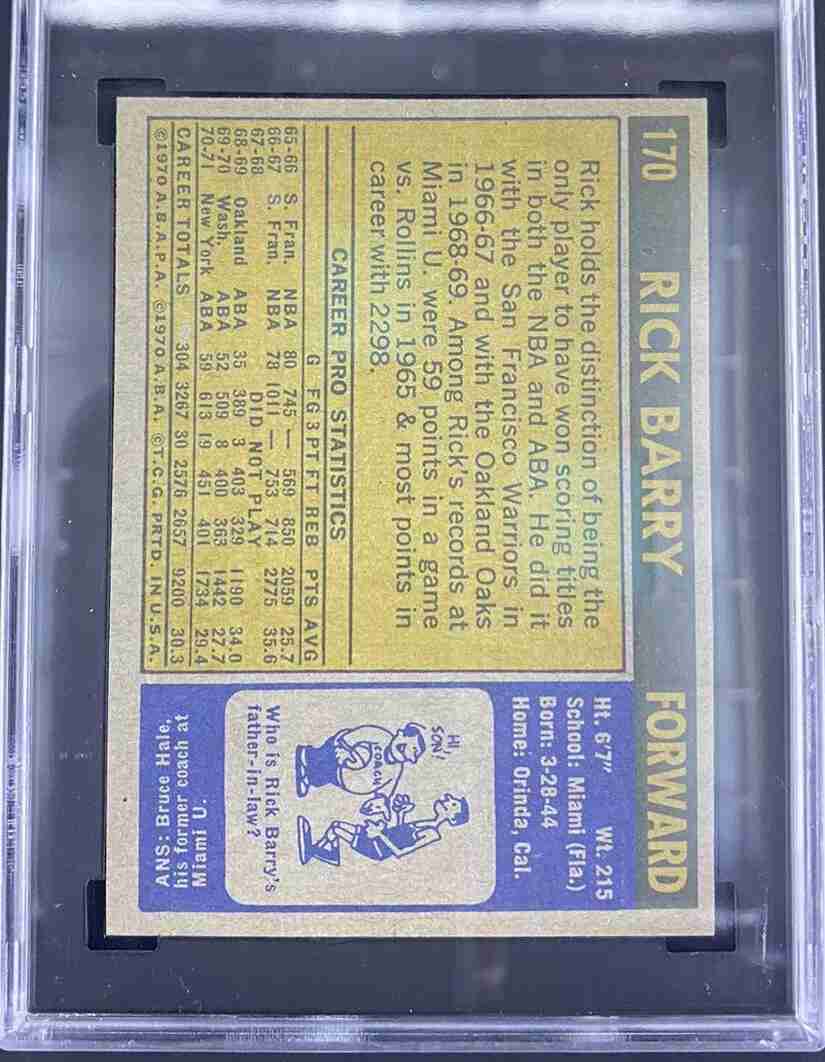 170 RICK BARRY FORWARD
Rick holds the distinction of being the
only player to have won scoring titles
in both the NBA and ABA. He did it
with the San Francisco Warriors in
1966-67 and with the Oakland Oaks
in 1968-69. Among Rick's records at
Miami U. were 59 points in a game
vs. Rollins in 1965 & most points in
career with 2298.
CAREER PRO STATISTICS
G FG 3PT FT REB PTS AVG
65-66 S. Fran. NBA 80 745 — 569 850 2059 25.7
66-67 S. Fran. NBA 78 1011 — 753 714 2775 35.6
67-68 DID NOT PLAY
68-69 Oakland ABA 35 389 3 403 329 1190 34.0
69-70 Wash. ABA 52 509 8 400 363 1442 27.7
70-71 New York ABA 59 613 19 451 401 1734 29.4
CAREER TOTALS 304 3267 30 2576 2657 9200 30.3
©1970 A.B.A.P.A. ©1970 A.B.A. ©T.C.G. PRTD. IN U.S.A.
Ht. 6'7" Wt. 215
School: Miami (Fla.)
Born: 3-28-44
Home: Orinda, Cal.
HI,
SON!
COACH
Who is Rick Barry's
father-in-law?
ANS: Bruce Hale,
his former coach at
Miami U.